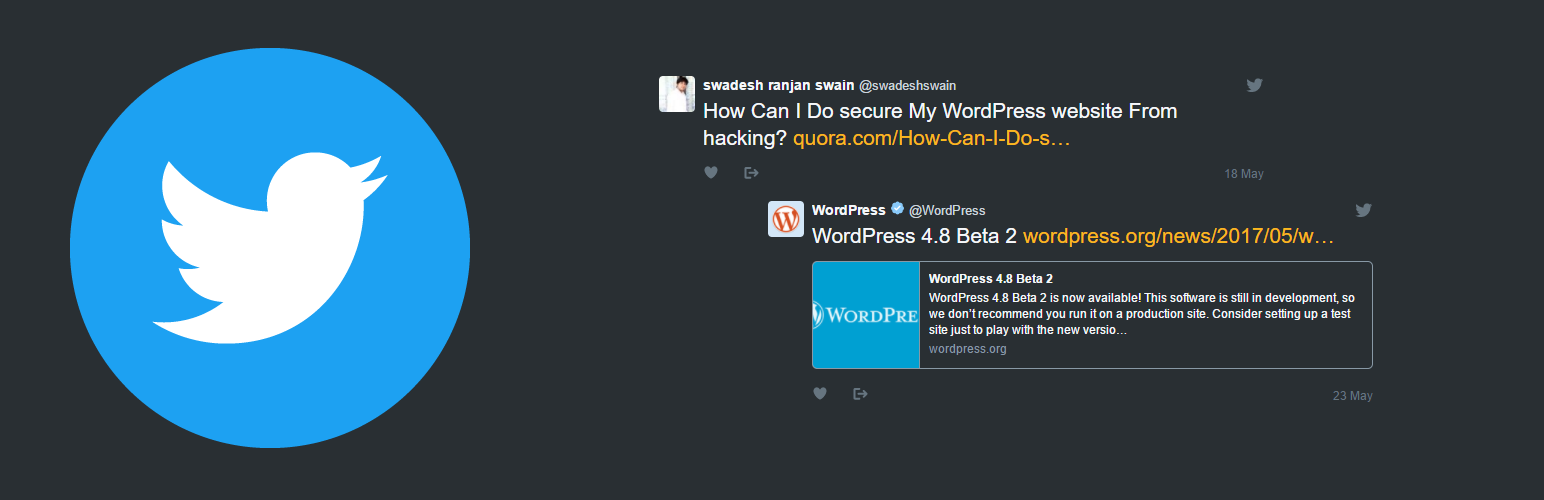 swadesh ranjan swain @swadeshswain
How Can I Do secure My WordPress website From
hacking? quora.com/How-Can-I-Do-s…
18 May
WordPress @WordPress
WordPress 4.8 Beta 2 wordpress.org/news/2017/05/w…
WORDPRE
WordPress 4.8 Beta 2
WordPress 4.8 Beta 2 is now available! This software is still in development, so
we don’t recommend you run it on a production site. Consider setting up a test
site just to play with the new versio…
wordpress.org
23 May